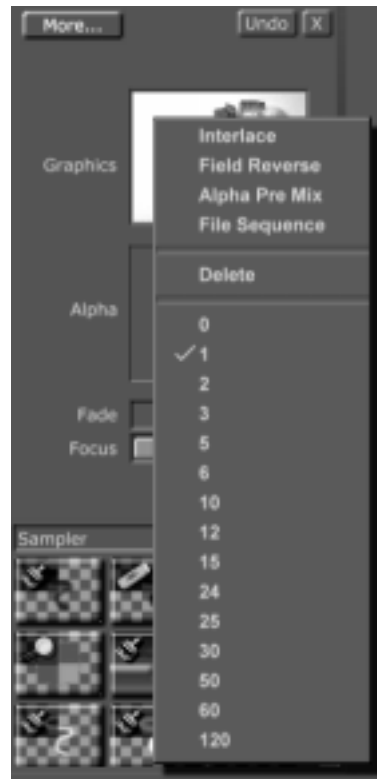 More...
Undo X
Graphics
Interlace
Field Reverse
Alpha Pre Mix
File Sequence
Delete
Alpha
0
1
2
3
5
6
10
12
15
24
25
30
50
60
120
Fade
Focus
Sampler